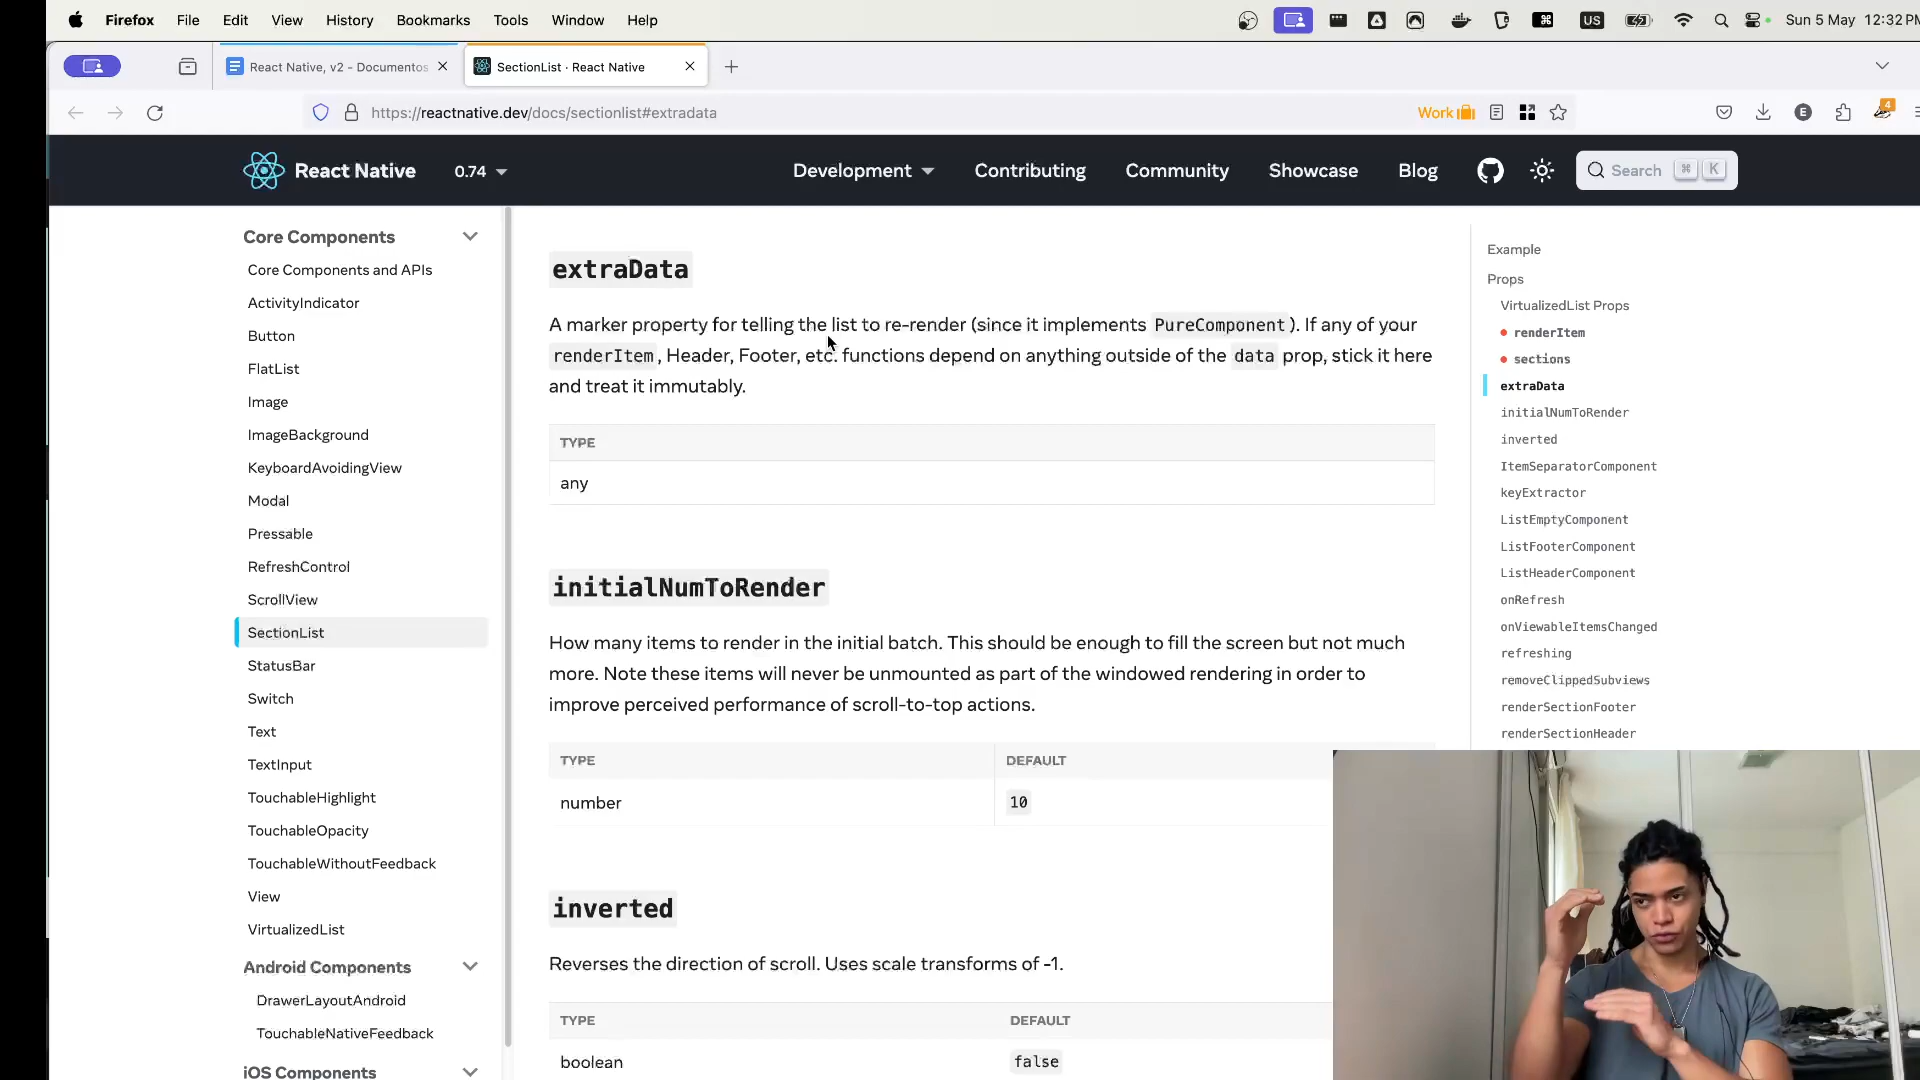 Firefox File Edit View History Bookmarks Tools Window Help
US
Sun 5 May 12:32 PM
React Native, v2 - Documentos
SectionList · React Native
https://reactnative.dev/docs/sectionlist#extradata
Work
E
4
React Native
0.74
Development
Contributing
Community
Showcase
Blog
Search ⌘ K
Core Components
Core Components and APIs
ActivityIndicator
Button
FlatList
Image
ImageBackground
KeyboardAvoidingView
Modal
Pressable
RefreshControl
ScrollView
SectionList
StatusBar
Switch
Text
TextInput
TouchableHighlight
TouchableOpacity
TouchableWithoutFeedback
View
VirtualizedList
Android Components
DrawerLayoutAndroid
TouchableNativeFeedback
iOS Components
extraData
A marker property for telling the list to re-render (since it implements PureComponent). If any of your
renderItem, Header, Footer, etc. functions depend on anything outside of the data prop, stick it here
and treat it immutably.
TYPE
any
initialNumToRender
How many items to render in the initial batch. This should be enough to fill the screen but not much
more. Note these items will never be unmounted as part of the windowed rendering in order to
improve perceived performance of scroll-to-top actions.
TYPE DEFAULT
number 10
inverted
Reverses the direction of scroll. Uses scale transforms of -1.
TYPE DEFAULT
boolean false
Example
Props
VirtualizedList Props
renderItem
sections
extraData
initialNumToRender
inverted
ItemSeparatorComponent
keyExtractor
ListEmptyComponent
ListFooterComponent
ListHeaderComponent
onRefresh
onViewableItemsChanged
refreshing
removeClippedSubviews
renderSectionFooter
renderSectionHeader